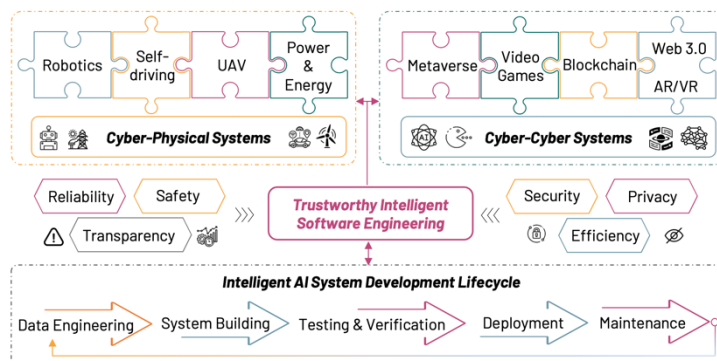 Robotics
Self-
driving
UAV
Power
&
Energy
Cyber-Physical Systems
Metaverse
Video
Games
Blockchain
Web 3.0
AR/VR
AI
Cyber-Cyber Systems
Reliability
Safety
Transparency
Trustworthy Intelligent
Software Engineering
Security
Privacy
Efficiency
Intelligent AI System Development Lifecycle
Data Engineering
System Building
Testing & Verification
Deployment
Maintenance